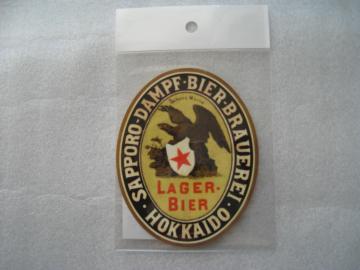 SAPPORO-DAMPF-BIER-BRAUEREI.
LAGER-
BIER
· HOKKAIDO ·